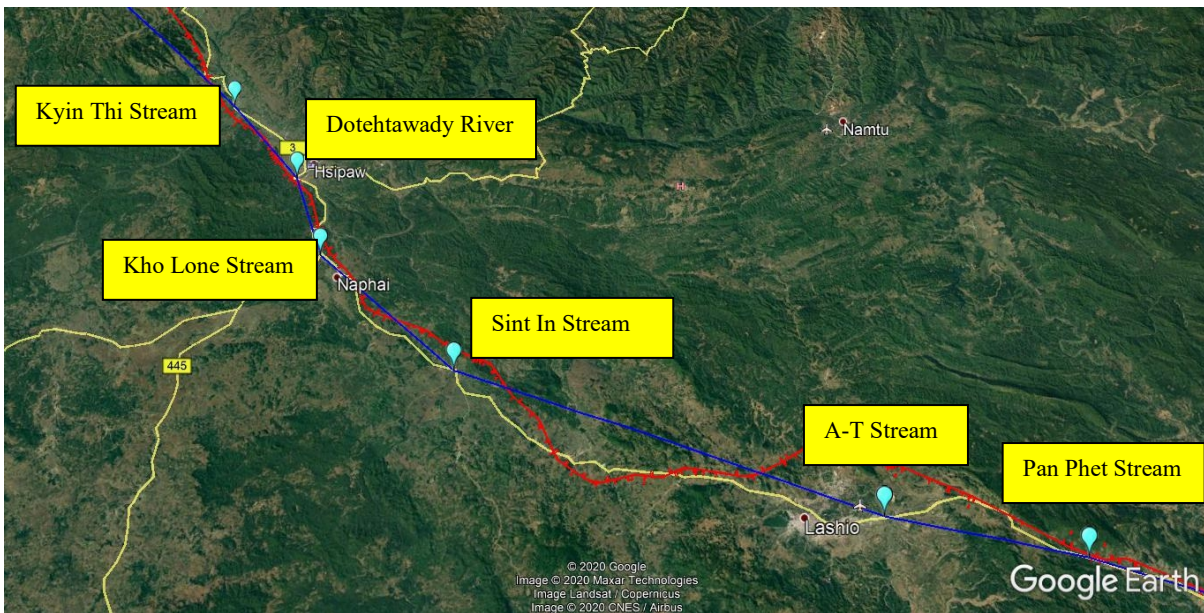 Kyin Thi Stream
Dotehtawady River
3
Hsipaw
Namtu
H
Kho Lone Stream
Naphai
Sint In Stream
445
A-T Stream
Pan Phet Stream
Lashio
© 2020 Google
Image © 2020 Maxar Technologies
Image Landsat / Copernicus
Image © 2020 CNES / Airbus
Google Earth